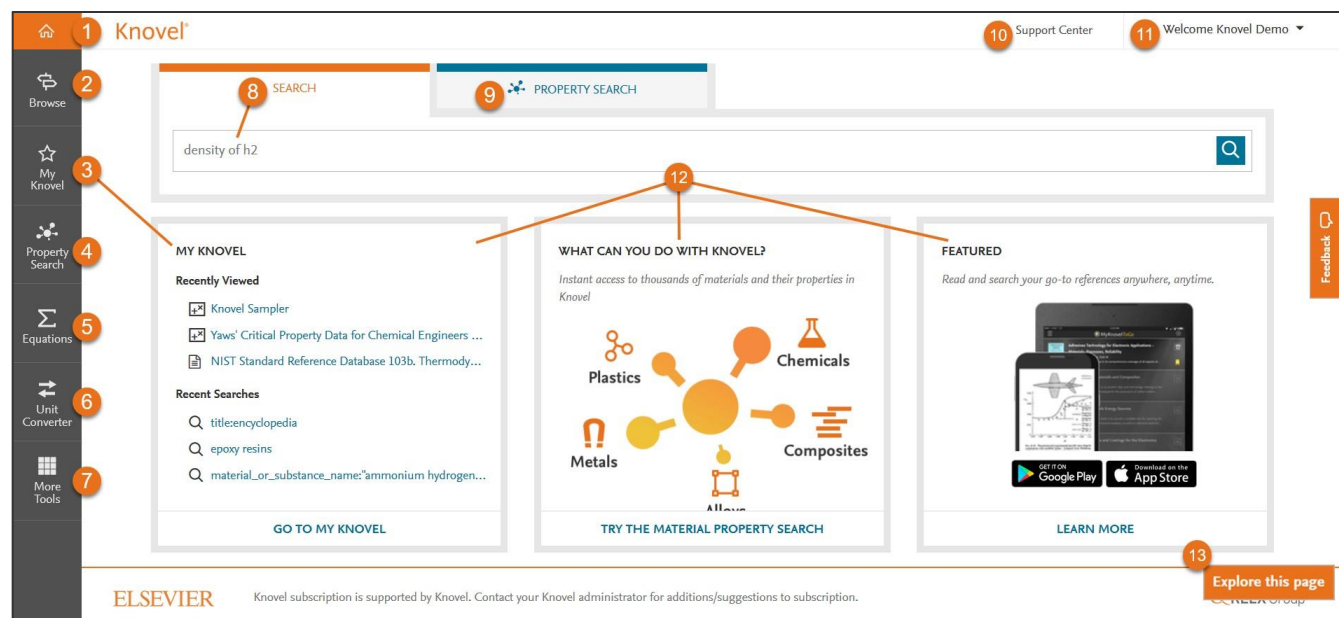 1
Knovel®
10
Support Center
11
Welcome Knovel Demo
2
Browse
3
My
Knovel
4
Property
Search
5
Equations
6
Unit
Converter
7
More
Tools
8
SEARCH
9
PROPERTY SEARCH
density of h2
12
MY KNOVEL
Recently Viewed
Knovel Sampler
Yaws' Critical Property Data for Chemical Engineers ...
NIST Standard Reference Database 103b. Thermody...
Recent Searches
title:encyclopedia
epoxy resins
material_or_substance_name:"ammonium hydrogen...
GO TO MY KNOVEL
WHAT CAN YOU DO WITH KNOVEL?
Instant access to thousands of materials and their properties in
Knovel
Chemicals
Plastics
Composites
Metals
Alloys
TRY THE MATERIAL PROPERTY SEARCH
FEATURED
Read and search your go-to references anywhere, anytime.
GET IT ON
Google Play
Download on the
App Store
LEARN MORE
Feedback
13
Explore this page
ELSEVIER
Knovel subscription is supported by Knovel. Contact your Knovel administrator for additions/suggestions to subscription.
RELX Group